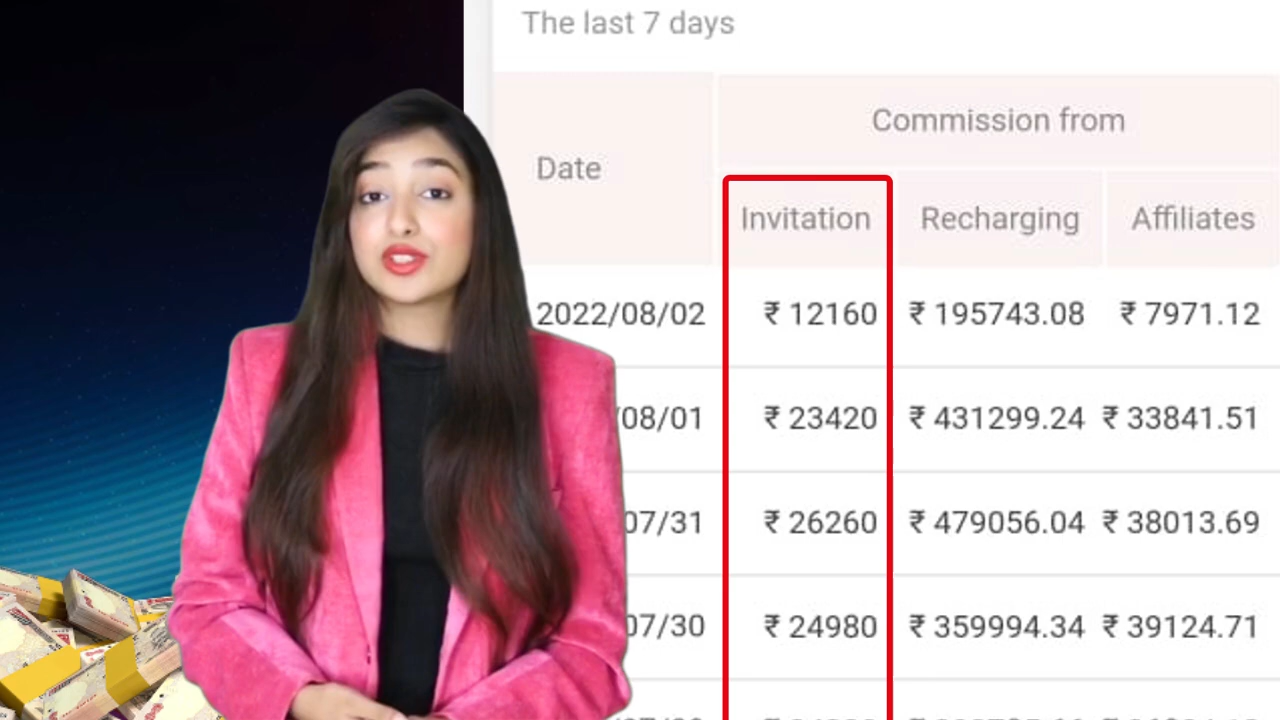 The last 7 days
Commission from
Date
Invitation Recharging Affiliates
2022/08/02 ₹ 12160 ₹ 195743.08 ₹ 7971.12
/08/01 ₹ 23420 ₹ 431299.24 ₹ 33841.51
07/31 ₹ 26260 ₹ 479056.04 ₹ 38013.69
07/30 ₹ 24980 ₹ 359994.34 ₹ 39124.71